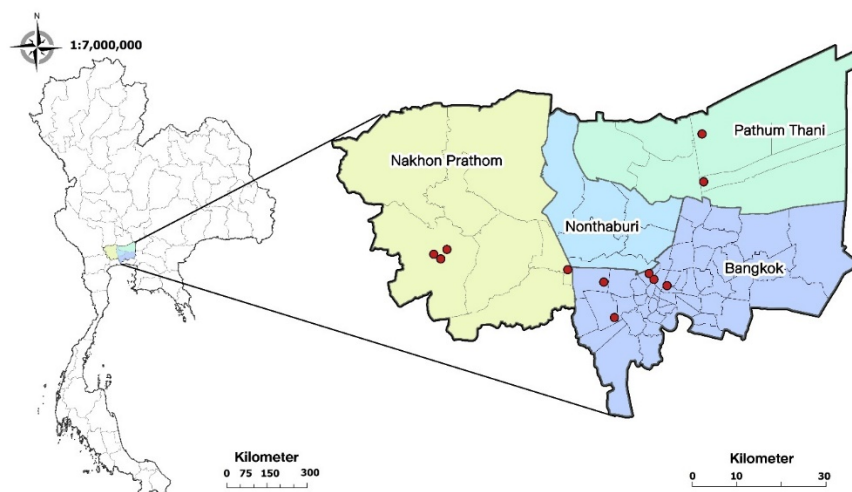 N
1:7,000,000
Nakhon Prathom
Pathum Thani
Nonthaburi
Bangkok
Kilometer
0 75 150 300
Kilometer
0 10 30